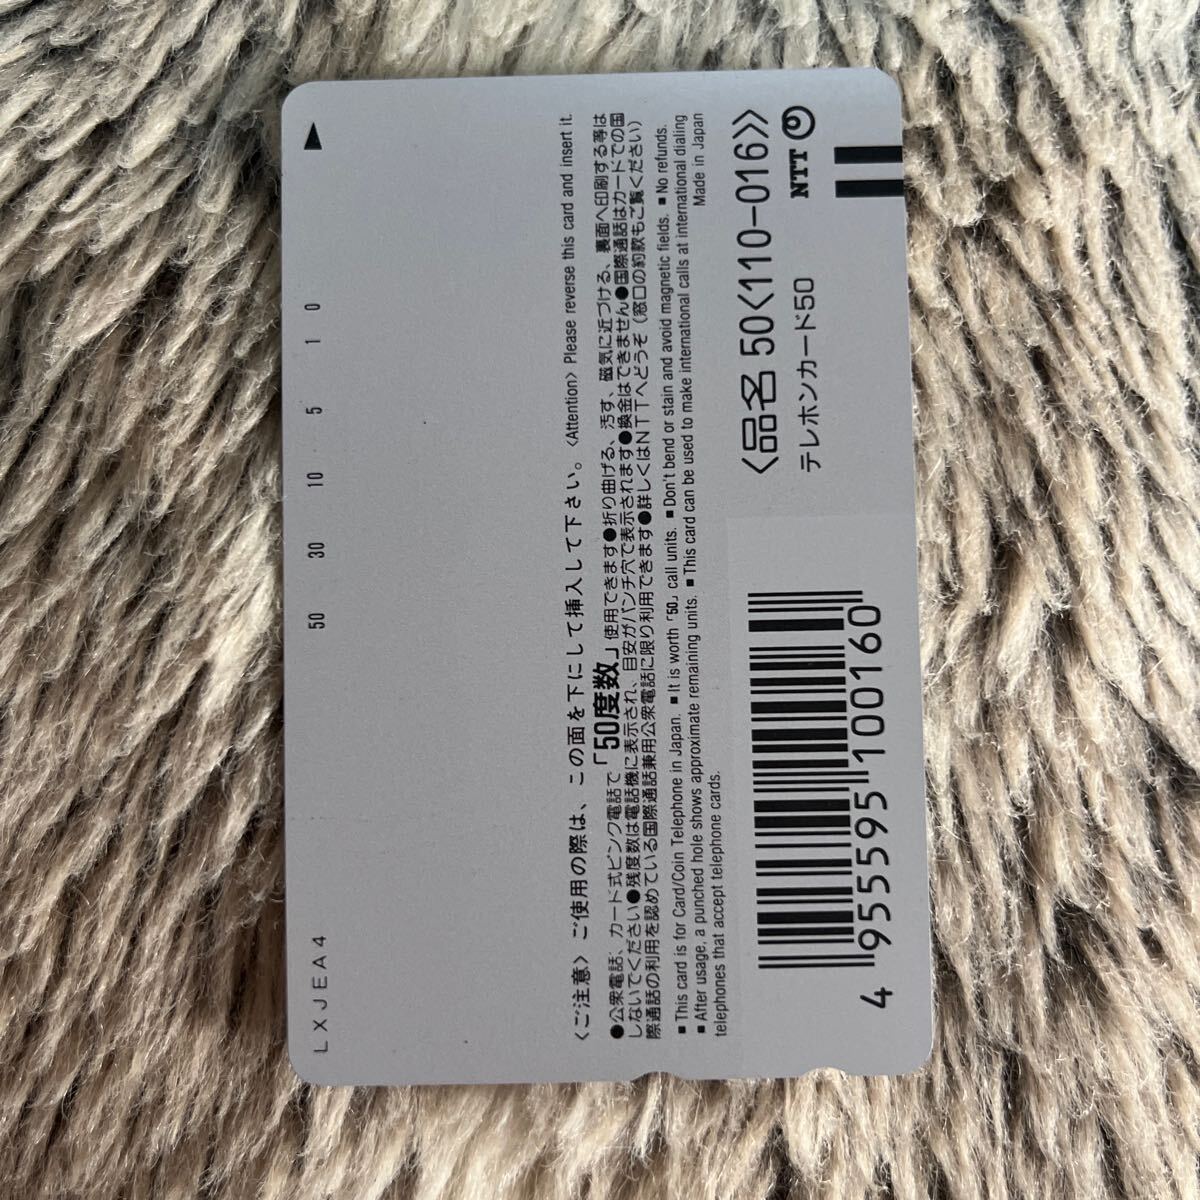 50 30 10 5 1 0
LXJEA4
〈ご注意〉ご使用の際は、この面を下にして挿入して下さい。〈Attention〉Please reverse this card and insert it.
●公衆電話、カード式ピンク電話で「50度数」使用できます●折り曲げる、汚す、磁気に近づける、裏面へ印刷する等は
しないでください●残度数は電話機に表示され、目安がパンチ穴で表示されます●換金はできません●国際通話はカードでの国
際通話の利用を認めている国際通話兼用公衆電話に限り利用できます●詳しくはNTTへどうぞ(窓口の約款もご覧ください)
■This card is for Card/Coin Telephone in Japan. ■It is worth「50」call units. ■Don't bend or stain and avoid magnetic fields. ■No refunds.
■After usage, a punched hole shows approximate remaining units. ■This card can be used to make international calls at international dialing
telephones that accept telephone cards. Made in Japan
〈品名 50〈110-016〉〉
テレホンカード50
NTT
4 955595 100160